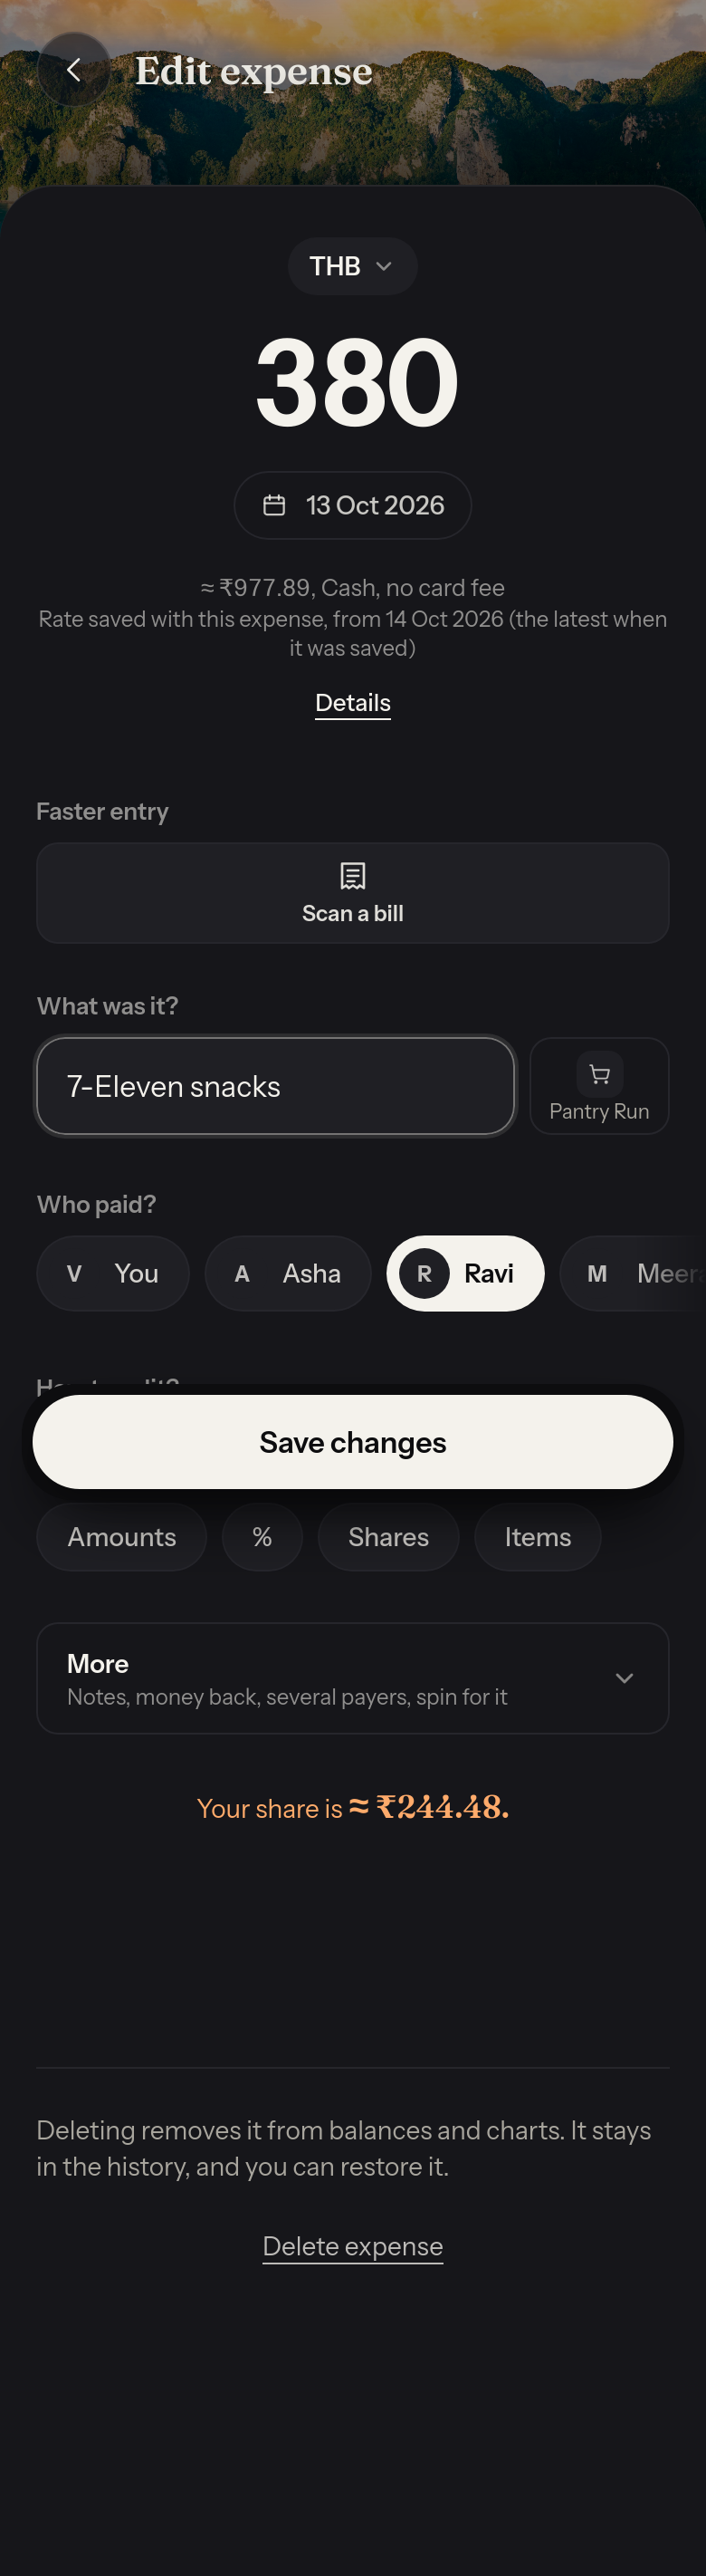 Edit expense
THB
380
13 Oct 2026
≈ ₹977.89, Cash, no card fee
Rate saved with this expense, from 14 Oct 2026 (the latest when
it was saved)
Details
Faster entry
Scan a bill
What was it?
7-Eleven snacks
Pantry Run
Who paid?
V You
A Asha
R Ravi
M Meera
Save changes
Amounts
%
Shares
Items
More
Notes, money back, several payers, spin for it
Your share is ≈ ₹244.48.
Deleting removes it from balances and charts. It stays
in the history, and you can restore it.
Delete expense